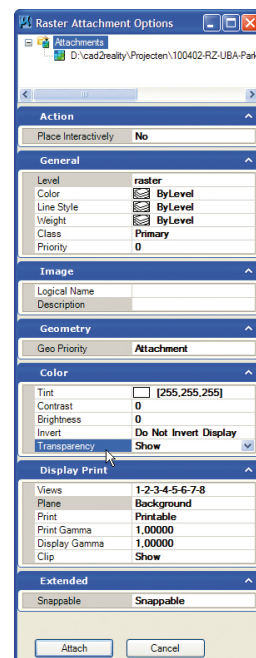 Raster Attachment Options
Attachments
D:\cad2reality\Projecten\100402-RZ-UBA-Park
Action
Place Interactively No
General
Level raster
Color ByLevel
Line Style ByLevel
Weight ByLevel
Class Primary
Priority 0
Image
Logical Name
Description
Geometry
Geo Priority Attachment
Color
Tint [255,255,255]
Contrast 0
Brightness 0
Invert Do Not Invert Display
Transparency Show
Display Print
Views 1-2-3-4-5-6-7-8
Plane Background
Print Printable
Print Gamma 1,00000
Display Gamma 1,00000
Clip Show
Extended
Snappable Snappable
Attach Cancel